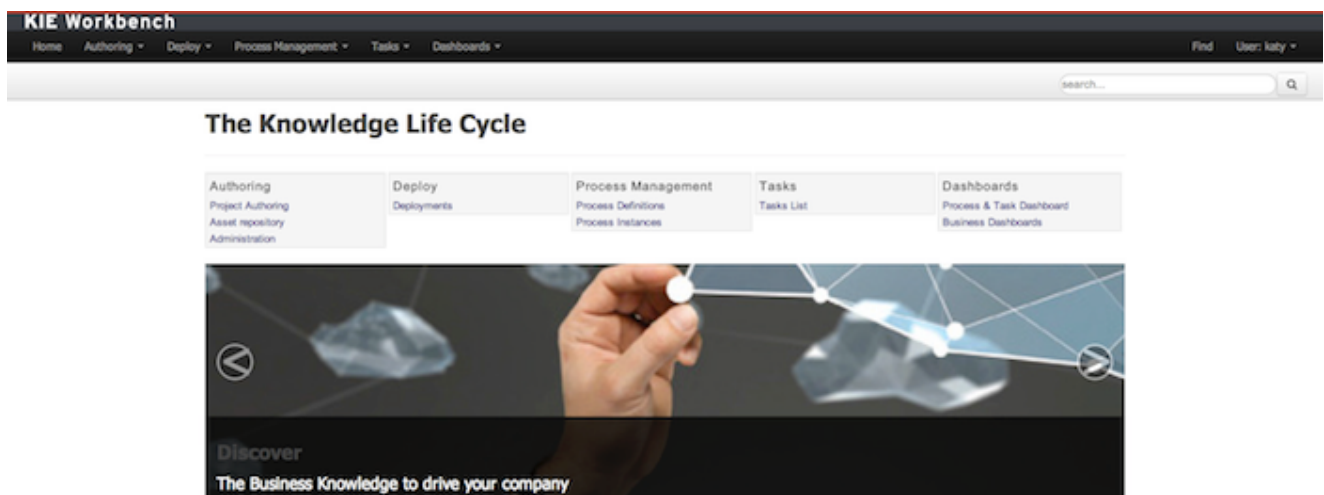 KIE Workbench
Home Authoring Deploy Process Management Tasks Dashboards Find User: katy
search...
The Knowledge Life Cycle
Authoring Deploy Process Management Tasks Dashboards
Project Authoring Deployments Process Definitions Tasks List Process & Task Dashboard
Asset repository Process Instances Business Dashboards
Administration
Discover
The Business Knowledge to drive your company